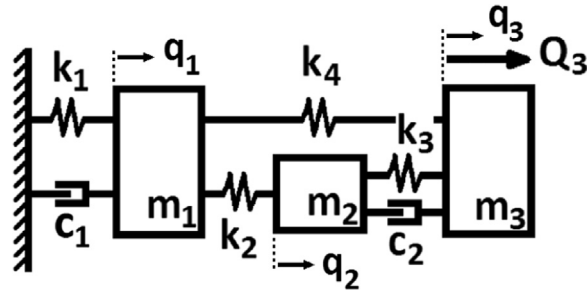 q₃
q₁ Q₃
k₁ k₄
k₃
m₁ m₂ m₃
c₁ k₂ c₂
q₂